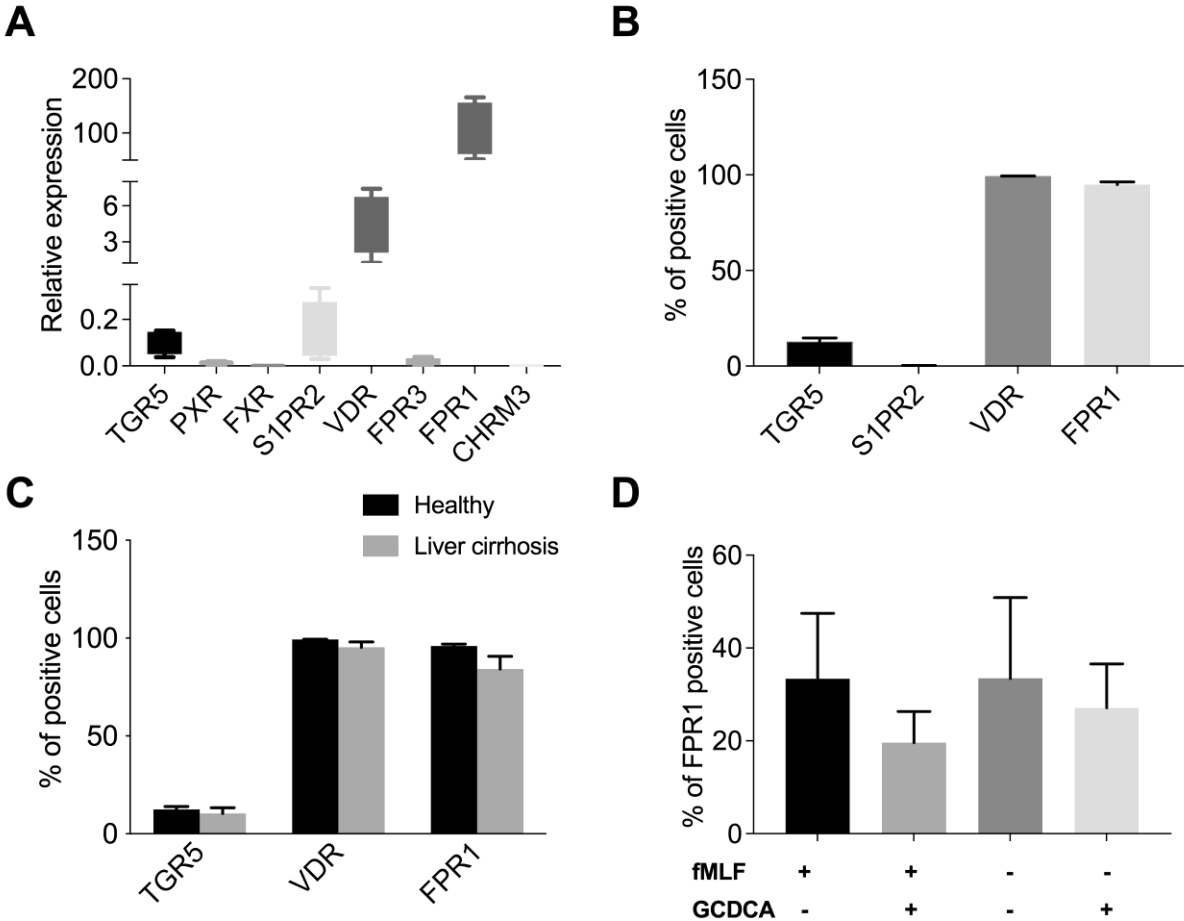 A
Relative expression
200
100
6
3
0.2
0.0
TGR5
PXR
FXR
S1PR2
VDR
FPR3
FPR1
CHRM3
B
% of positive cells
150
100
50
0
TGR5
S1PR2
VDR
FPR1
C
Healthy
Liver cirrhosis
% of positive cells
150
100
50
0
TGR5
VDR
FPR1
D
% of FPR1 positive cells
60
40
20
0
fMLF + + - -
GCDCA - + - +